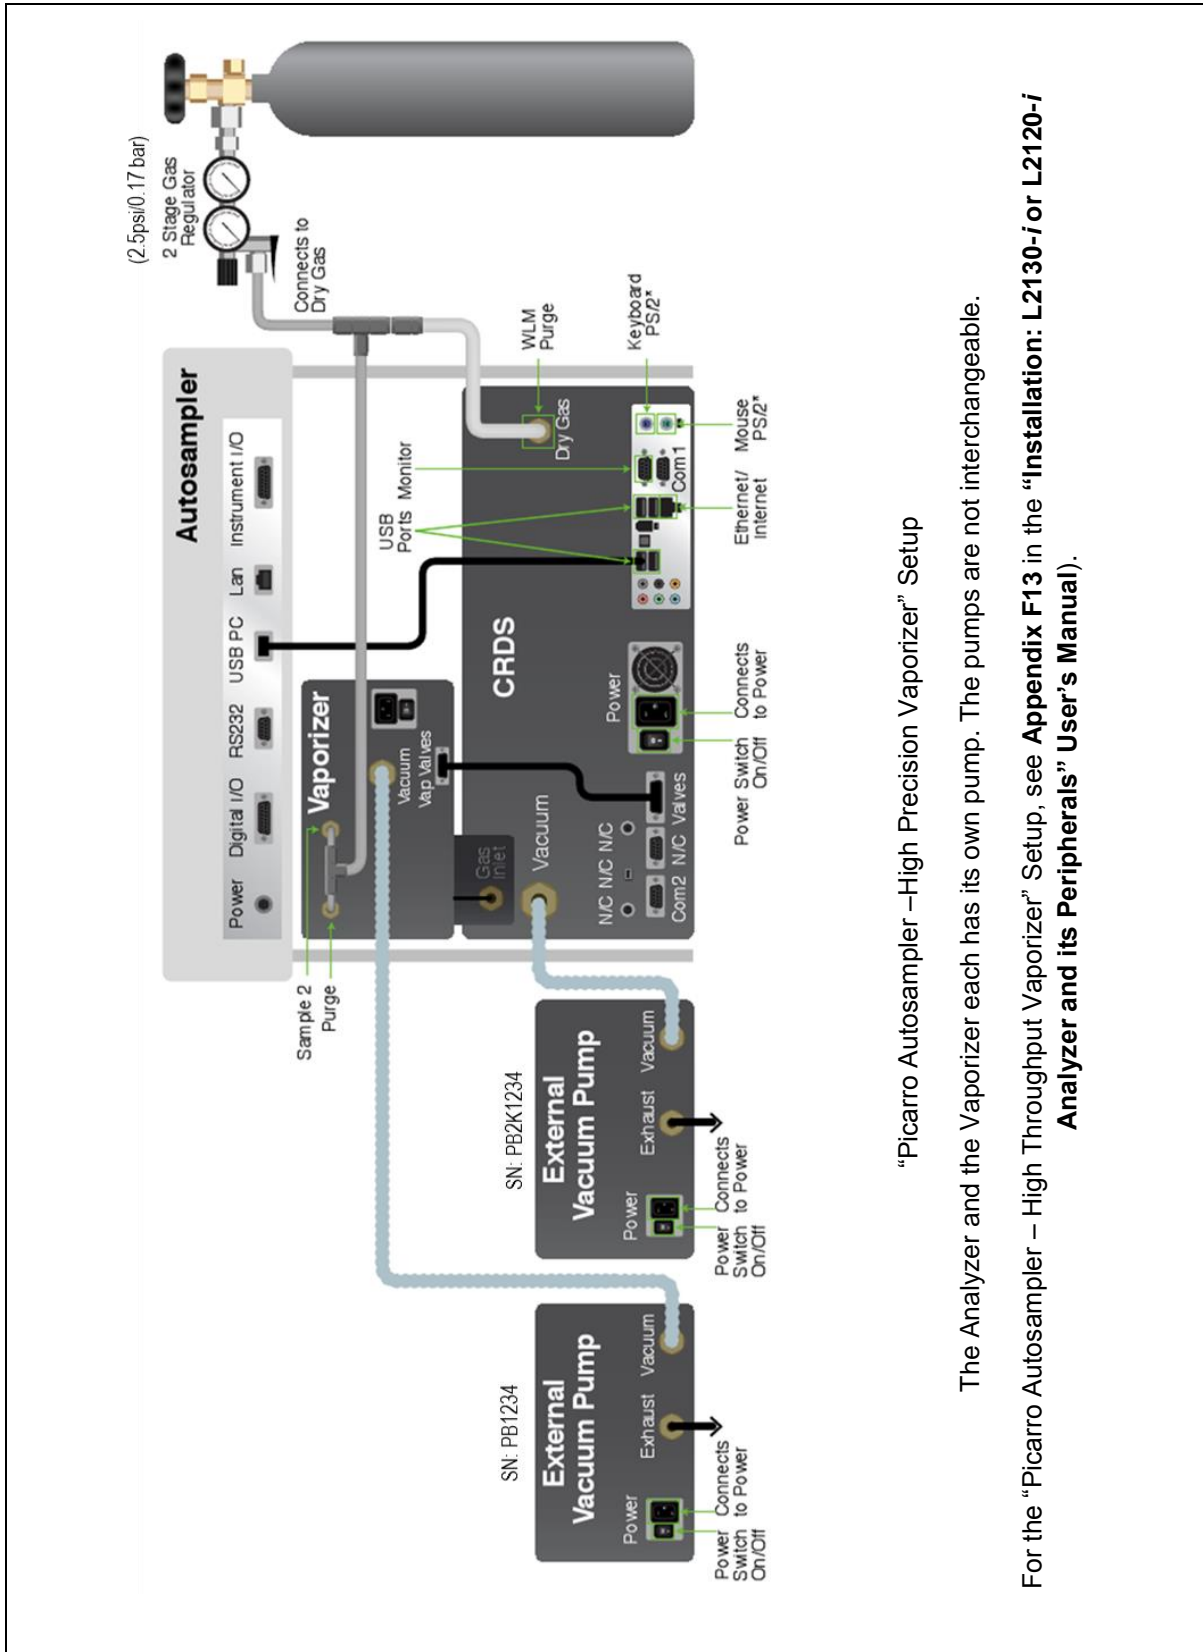 (2.5psi/0.17 bar)
2 Stage Gas
Regulator
Connects to
Dry Gas
Autosampler
Power
Digital I/O
RS232
USB PC
Lan
Instrument I/O
Sample 2
Purge
Vaporizer
Vacuum
Vap Valves
USB
Ports
Monitor
WLM
Purge
Gas
Inlet
CRDS
Dry Gas
Vacuum
N/C N/C N/C
Com2
N/C
Valves
Power
Com1
Power Switch
On/Off
Connects
to Power
Ethernet/
Internet
Mouse
PS/2*
Keyboard
PS/2*
SN: PB1234
External
Vacuum Pump
Power
Exhaust
Vacuum
Power
Switch
On/Off
Connects
to Power
SN: PB2K1234
External
Vacuum Pump
Power
Exhaust
Vacuum
Power
Switch
On/Off
Connects
to Power
“Picarro Autosampler –High Precision Vaporizer” Setup
The Analyzer and the Vaporizer each has its own pump. The pumps are not interchangeable.
For the “Picarro Autosampler – High Throughput Vaporizer” Setup, see Appendix F13 in the “Installation: L2130-i or L2120-i
Analyzer and its Peripherals” User’s Manual).